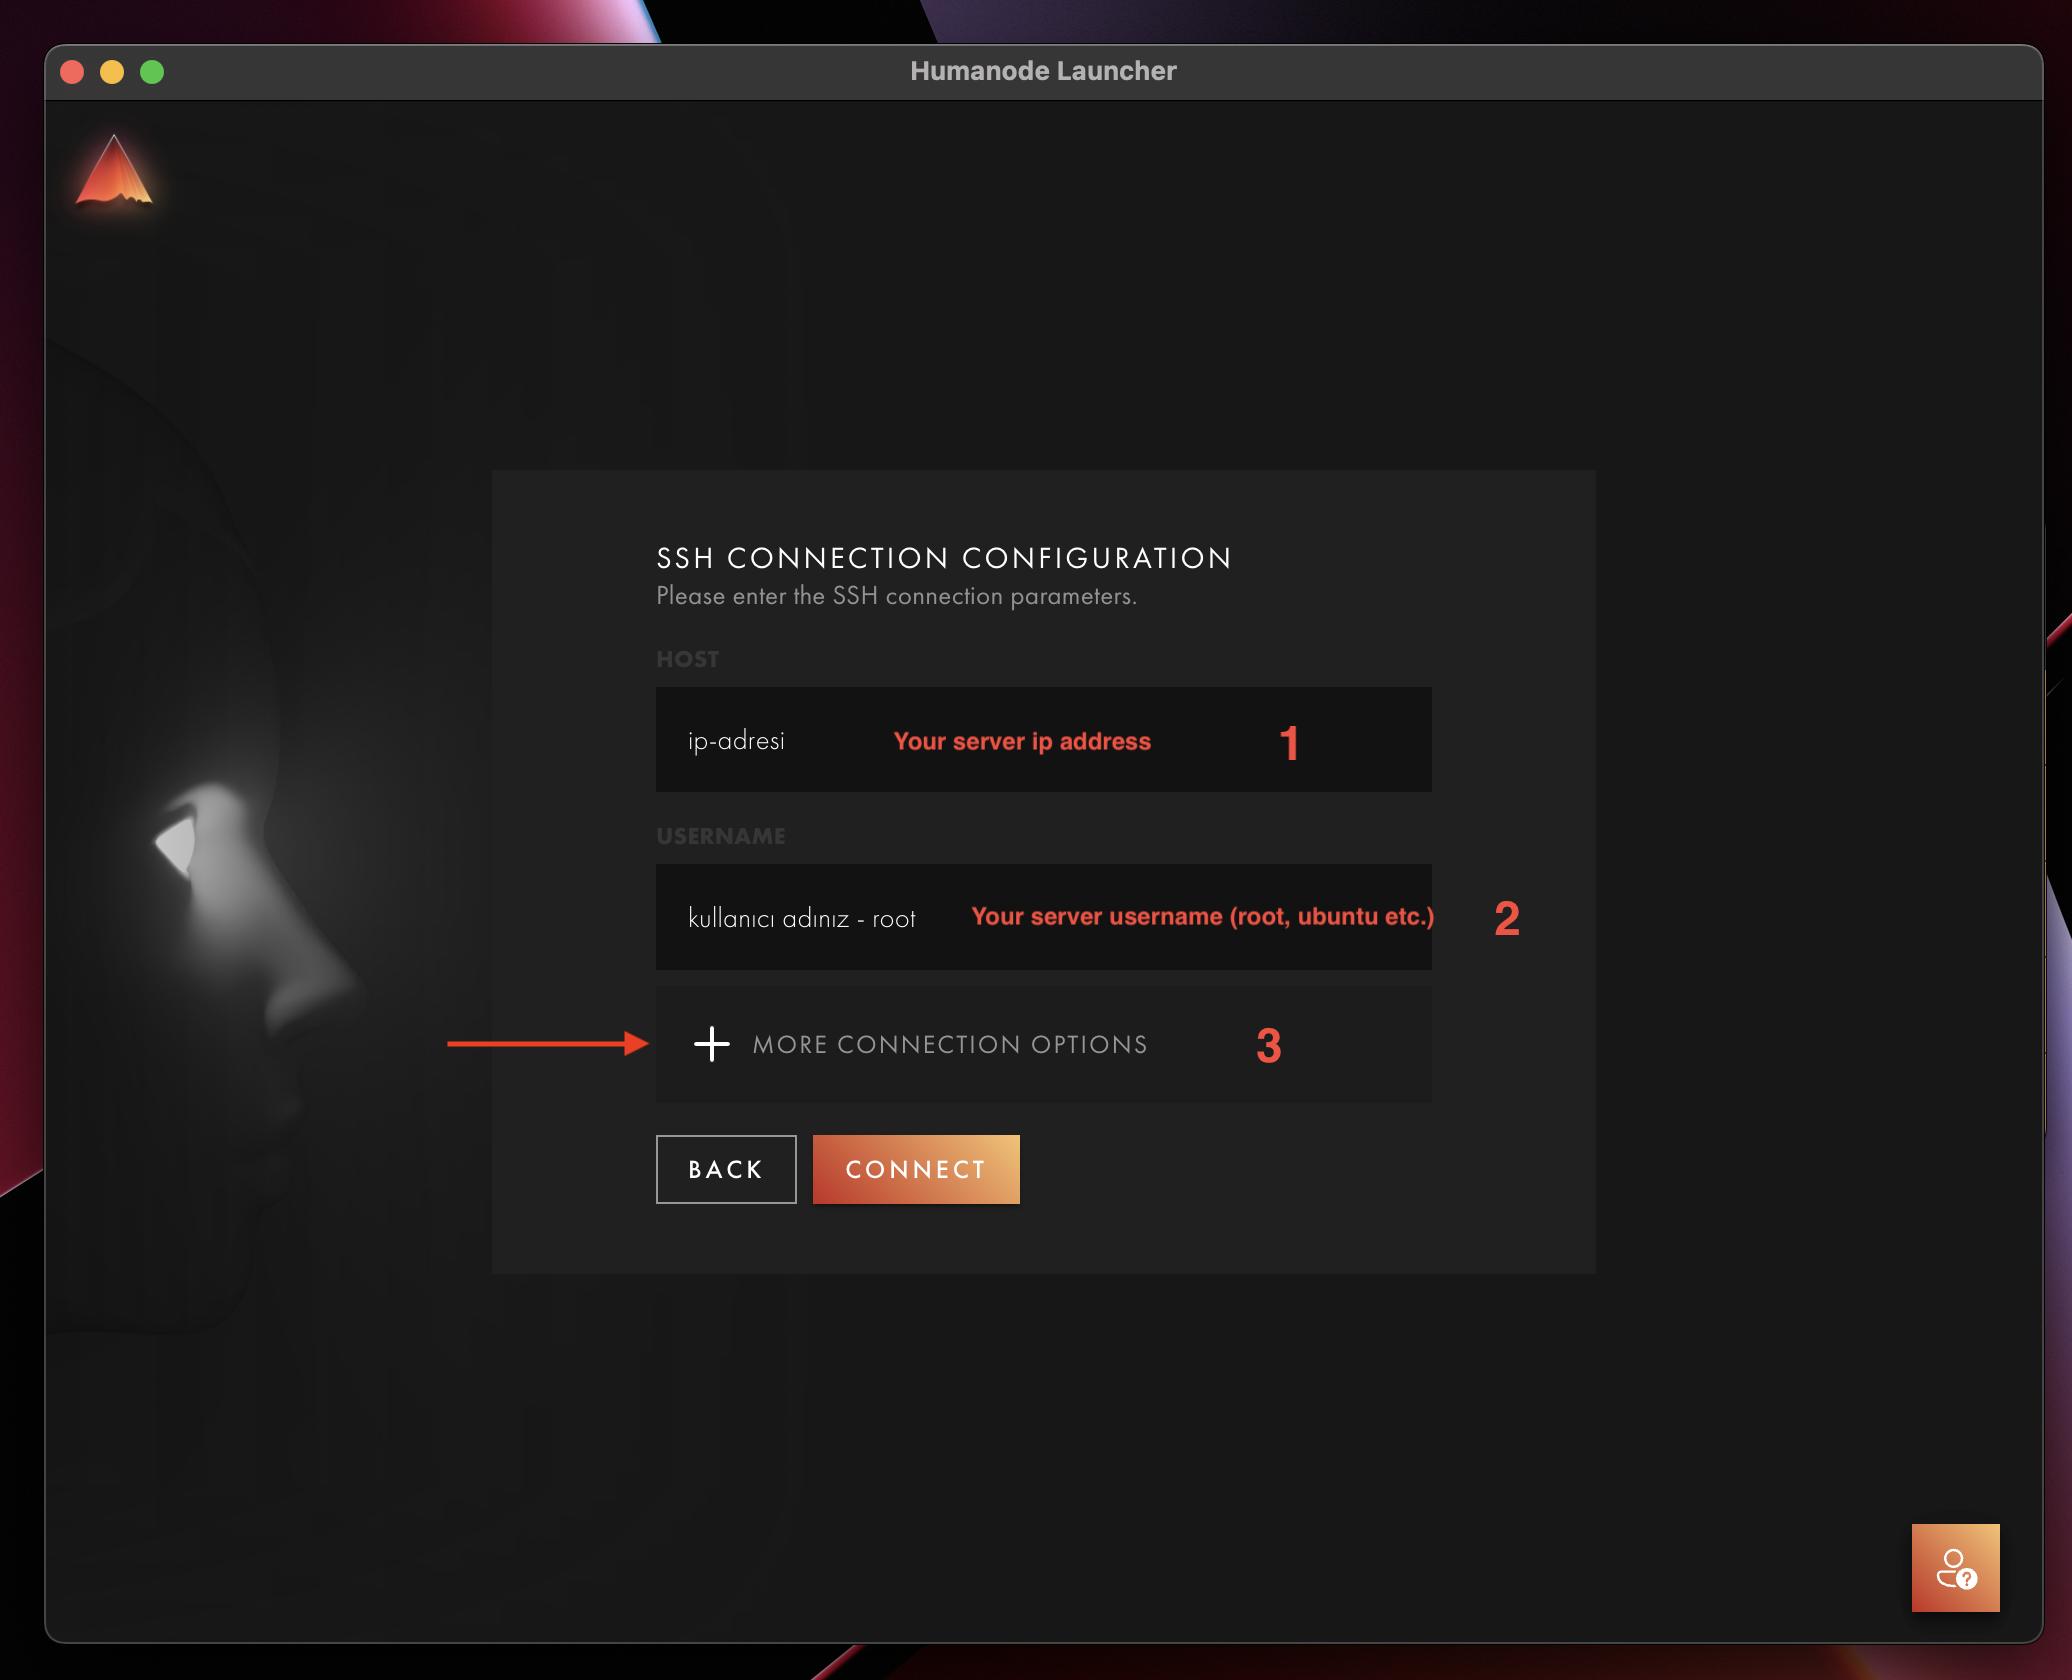 Humanode Launcher
SSH CONNECTION CONFIGURATION
Please enter the SSH connection parameters.
HOST
ip-adresi Your server ip address 1
USERNAME
kullanıcı adınız - root Your server username (root, ubuntu etc.) 2
MORE CONNECTION OPTIONS 3
BACK CONNECT
?